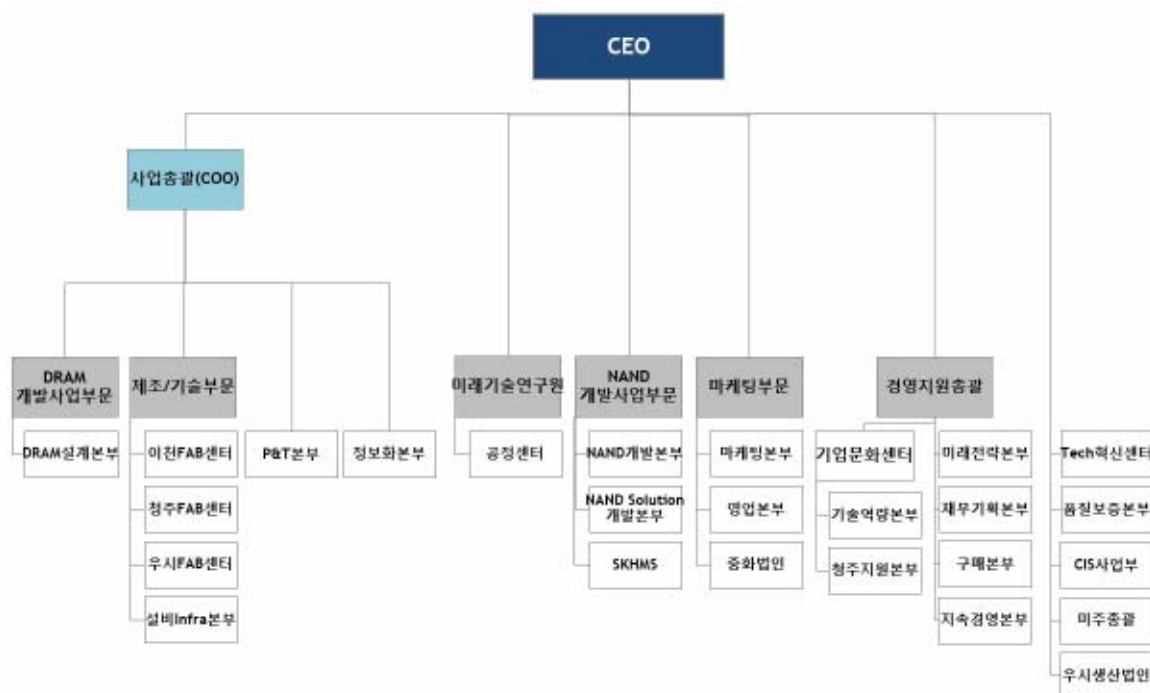 CEO
사업총괄(COO)
DRAM
개발사업부문
제조/기술부문
미래기술연구원
NAND
개발사업부문
마케팅부문
경영지원총괄
DRAM설계본부
이천FAB센터
P&T본부
정보화본부
공정센터
NAND개발본부
마케팅본부
기업문화센터
미래전략본부
Tech혁신센터
청주FAB센터
NAND Solution
개발본부
영업본부
기술역량본부
재무기획본부
품질보증본부
우시FAB센터
SKHMS
중화법인
청주지원본부
구매본부
CIS사업부
설비Infra본부
지속경영본부
미주총괄
우시생산법인